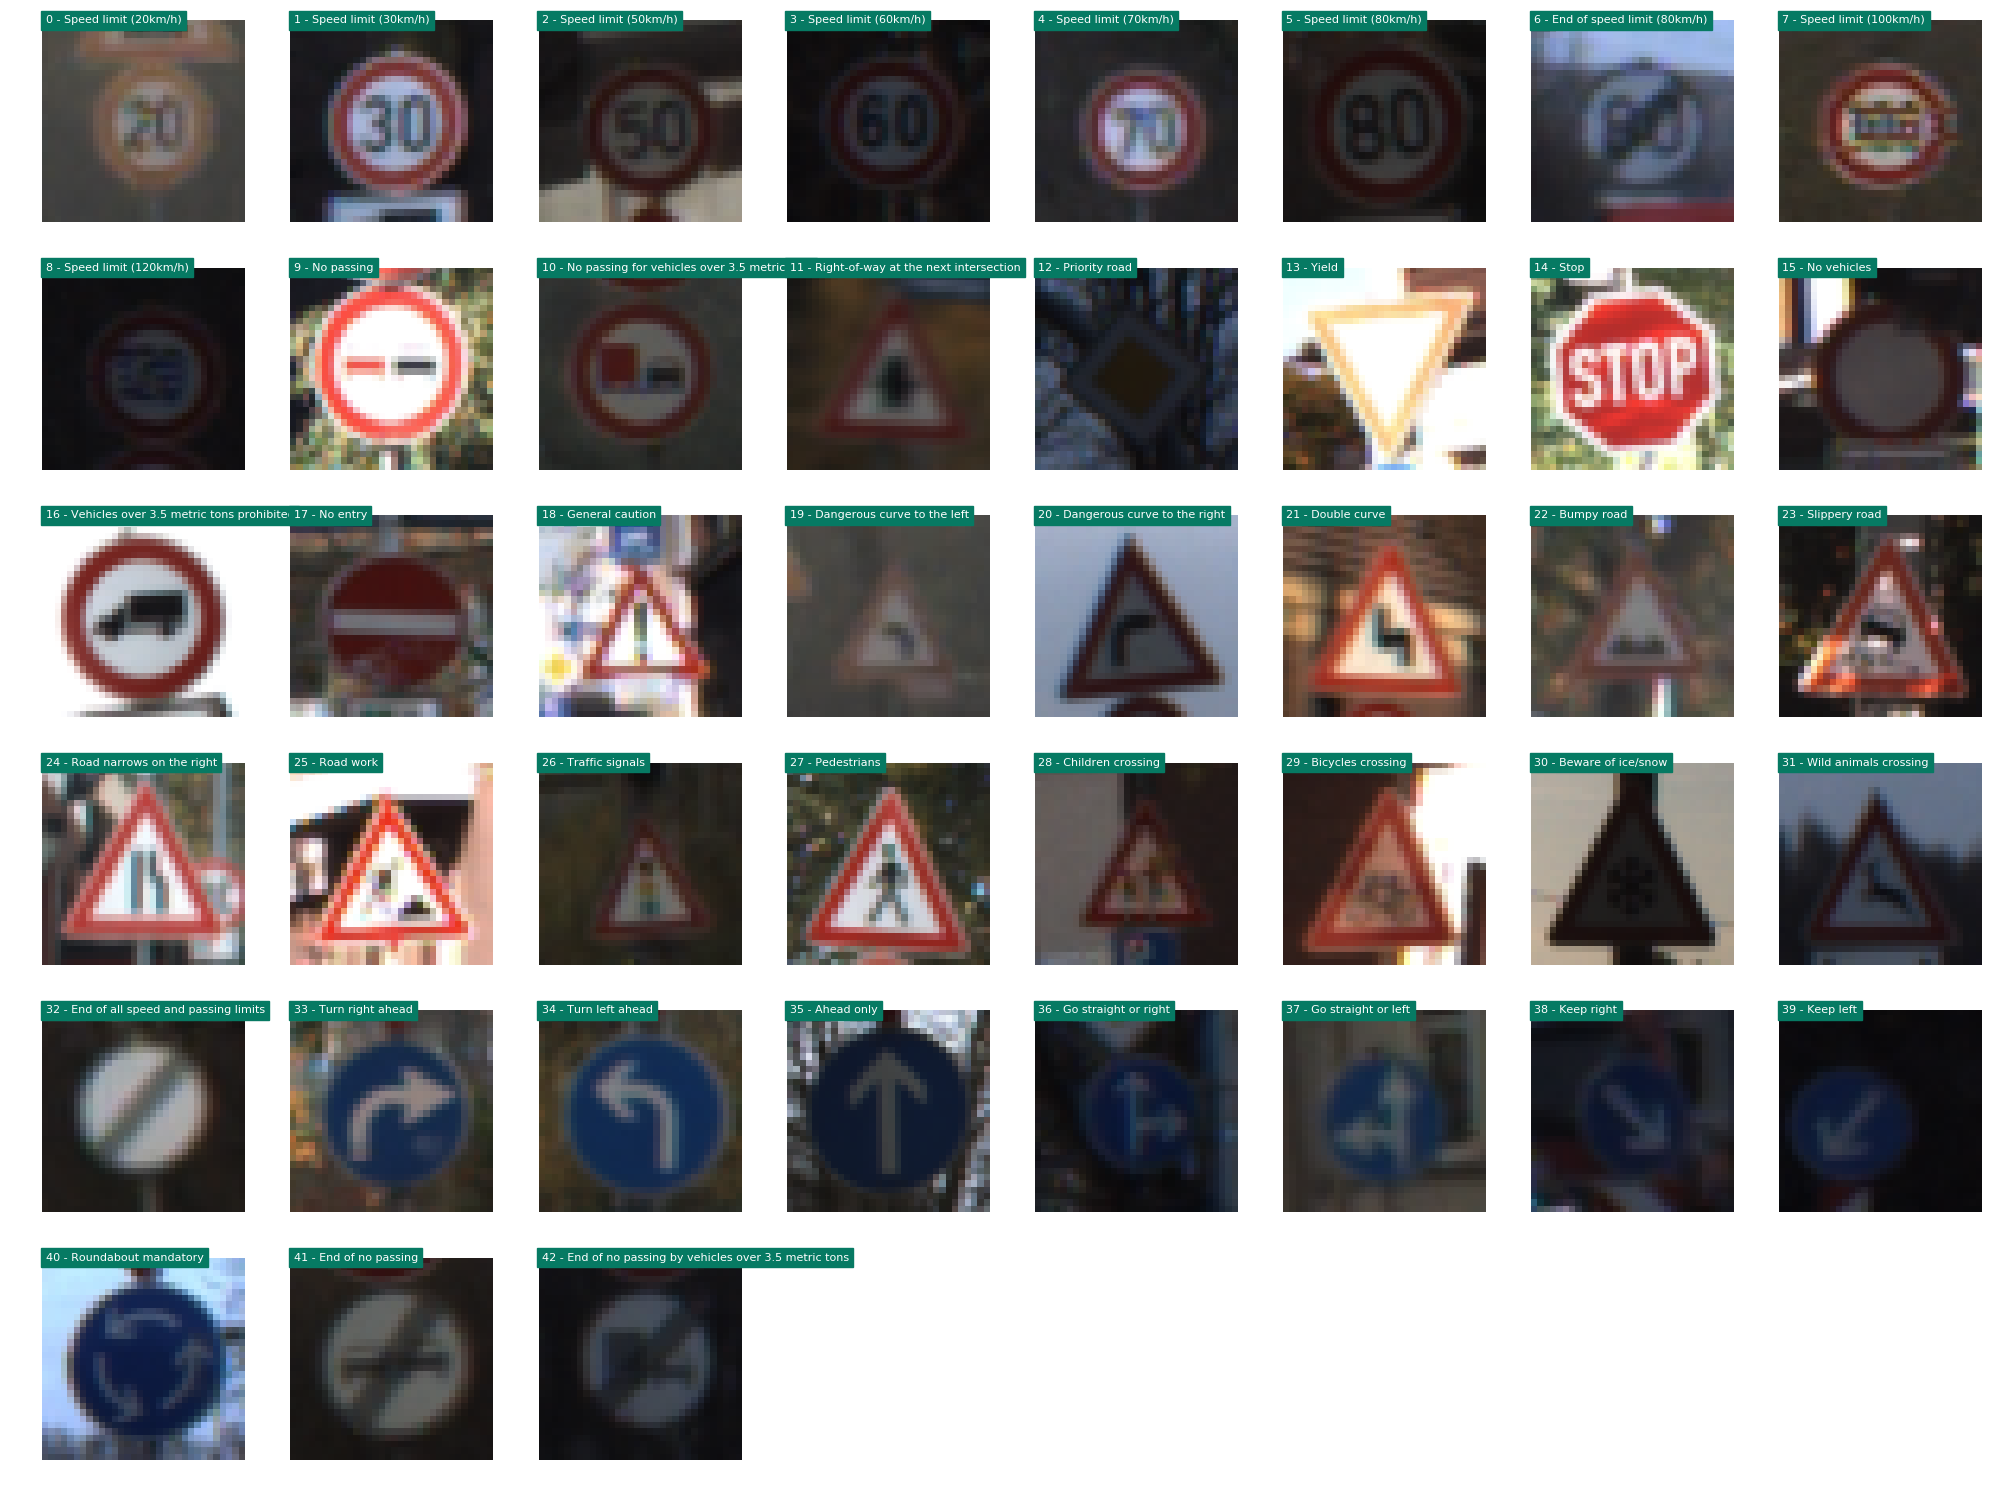 0 - Speed limit (20km/h)
1 - Speed limit (30km/h)
2 - Speed limit (50km/h)
3 - Speed limit (60km/h)
4 - Speed limit (70km/h)
5 - Speed limit (80km/h)
6 - End of speed limit (80km/h)
7 - Speed limit (100km/h)
20
30
50
60
70
80
80
8 - Speed limit (120km/h)
9 - No passing
10 - No passing for vehicles over 3.5 metric
11 - Right-of-way at the next intersection
12 - Priority road
13 - Yield
14 - Stop
15 - No vehicles
STOP
16 - Vehicles over 3.5 metric tons prohibited
17 - No entry
18 - General caution
19 - Dangerous curve to the left
20 - Dangerous curve to the right
21 - Double curve
22 - Bumpy road
23 - Slippery road
24 - Road narrows on the right
25 - Road work
26 - Traffic signals
27 - Pedestrians
28 - Children crossing
29 - Bicycles crossing
30 - Beware of ice/snow
31 - Wild animals crossing
32 - End of all speed and passing limits
33 - Turn right ahead
34 - Turn left ahead
35 - Ahead only
36 - Go straight or right
37 - Go straight or left
38 - Keep right
39 - Keep left
40 - Roundabout mandatory
41 - End of no passing
42 - End of no passing by vehicles over 3.5 metric tons